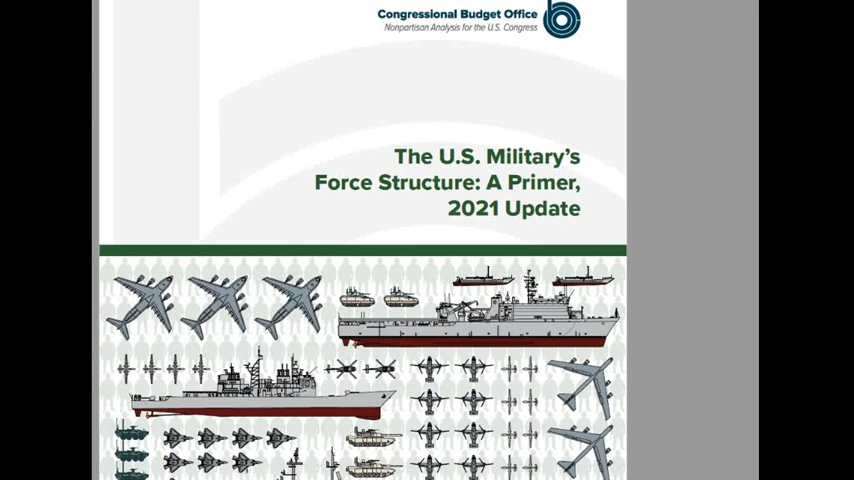 Congressional Budget Office
Nonpartisan Analysis for the U.S. Congress
The U.S. Military’s
Force Structure: A Primer,
2021 Update